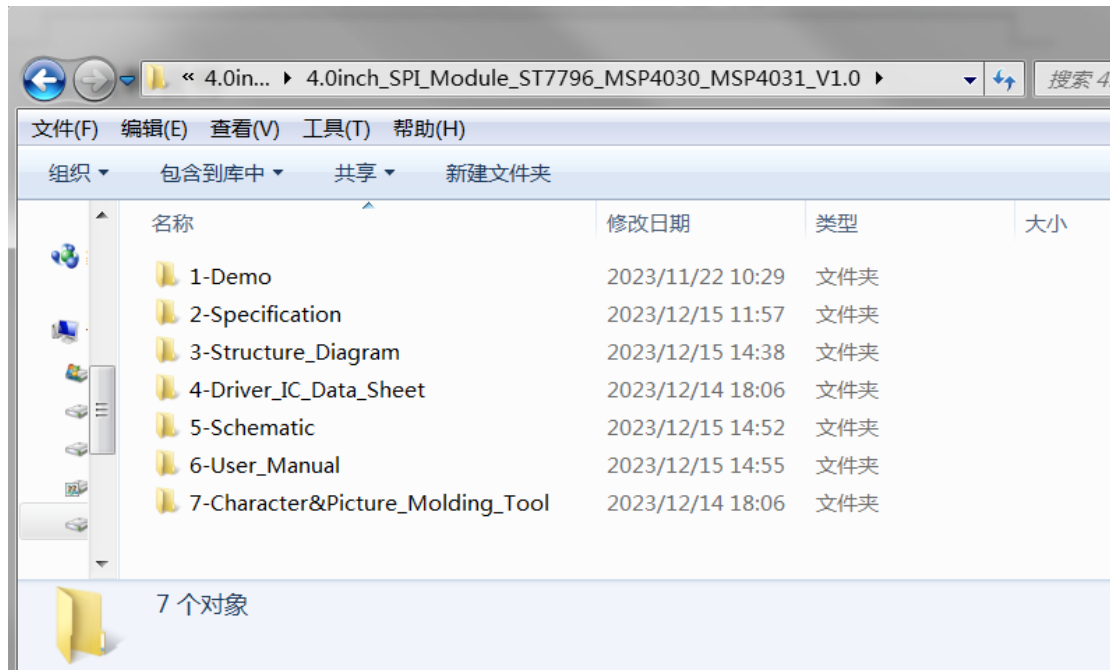 « 4.0in... 4.0inch_SPI_Module_ST7796_MSP4030_MSP4031_V1.0 搜索 4
文件(F) 编辑(E) 查看(V) 工具(T) 帮助(H)
组织 包含到库中 共享 新建文件夹
名称 修改日期 类型 大小
1-Demo 2023/11/22 10:29 文件夹
2-Specification 2023/12/15 11:57 文件夹
3-Structure_Diagram 2023/12/15 14:38 文件夹
4-Driver_IC_Data_Sheet 2023/12/14 18:06 文件夹
5-Schematic 2023/12/15 14:52 文件夹
6-User_Manual 2023/12/15 14:55 文件夹
7-Character&Picture_Molding_Tool 2023/12/14 18:06 文件夹
7 个对象